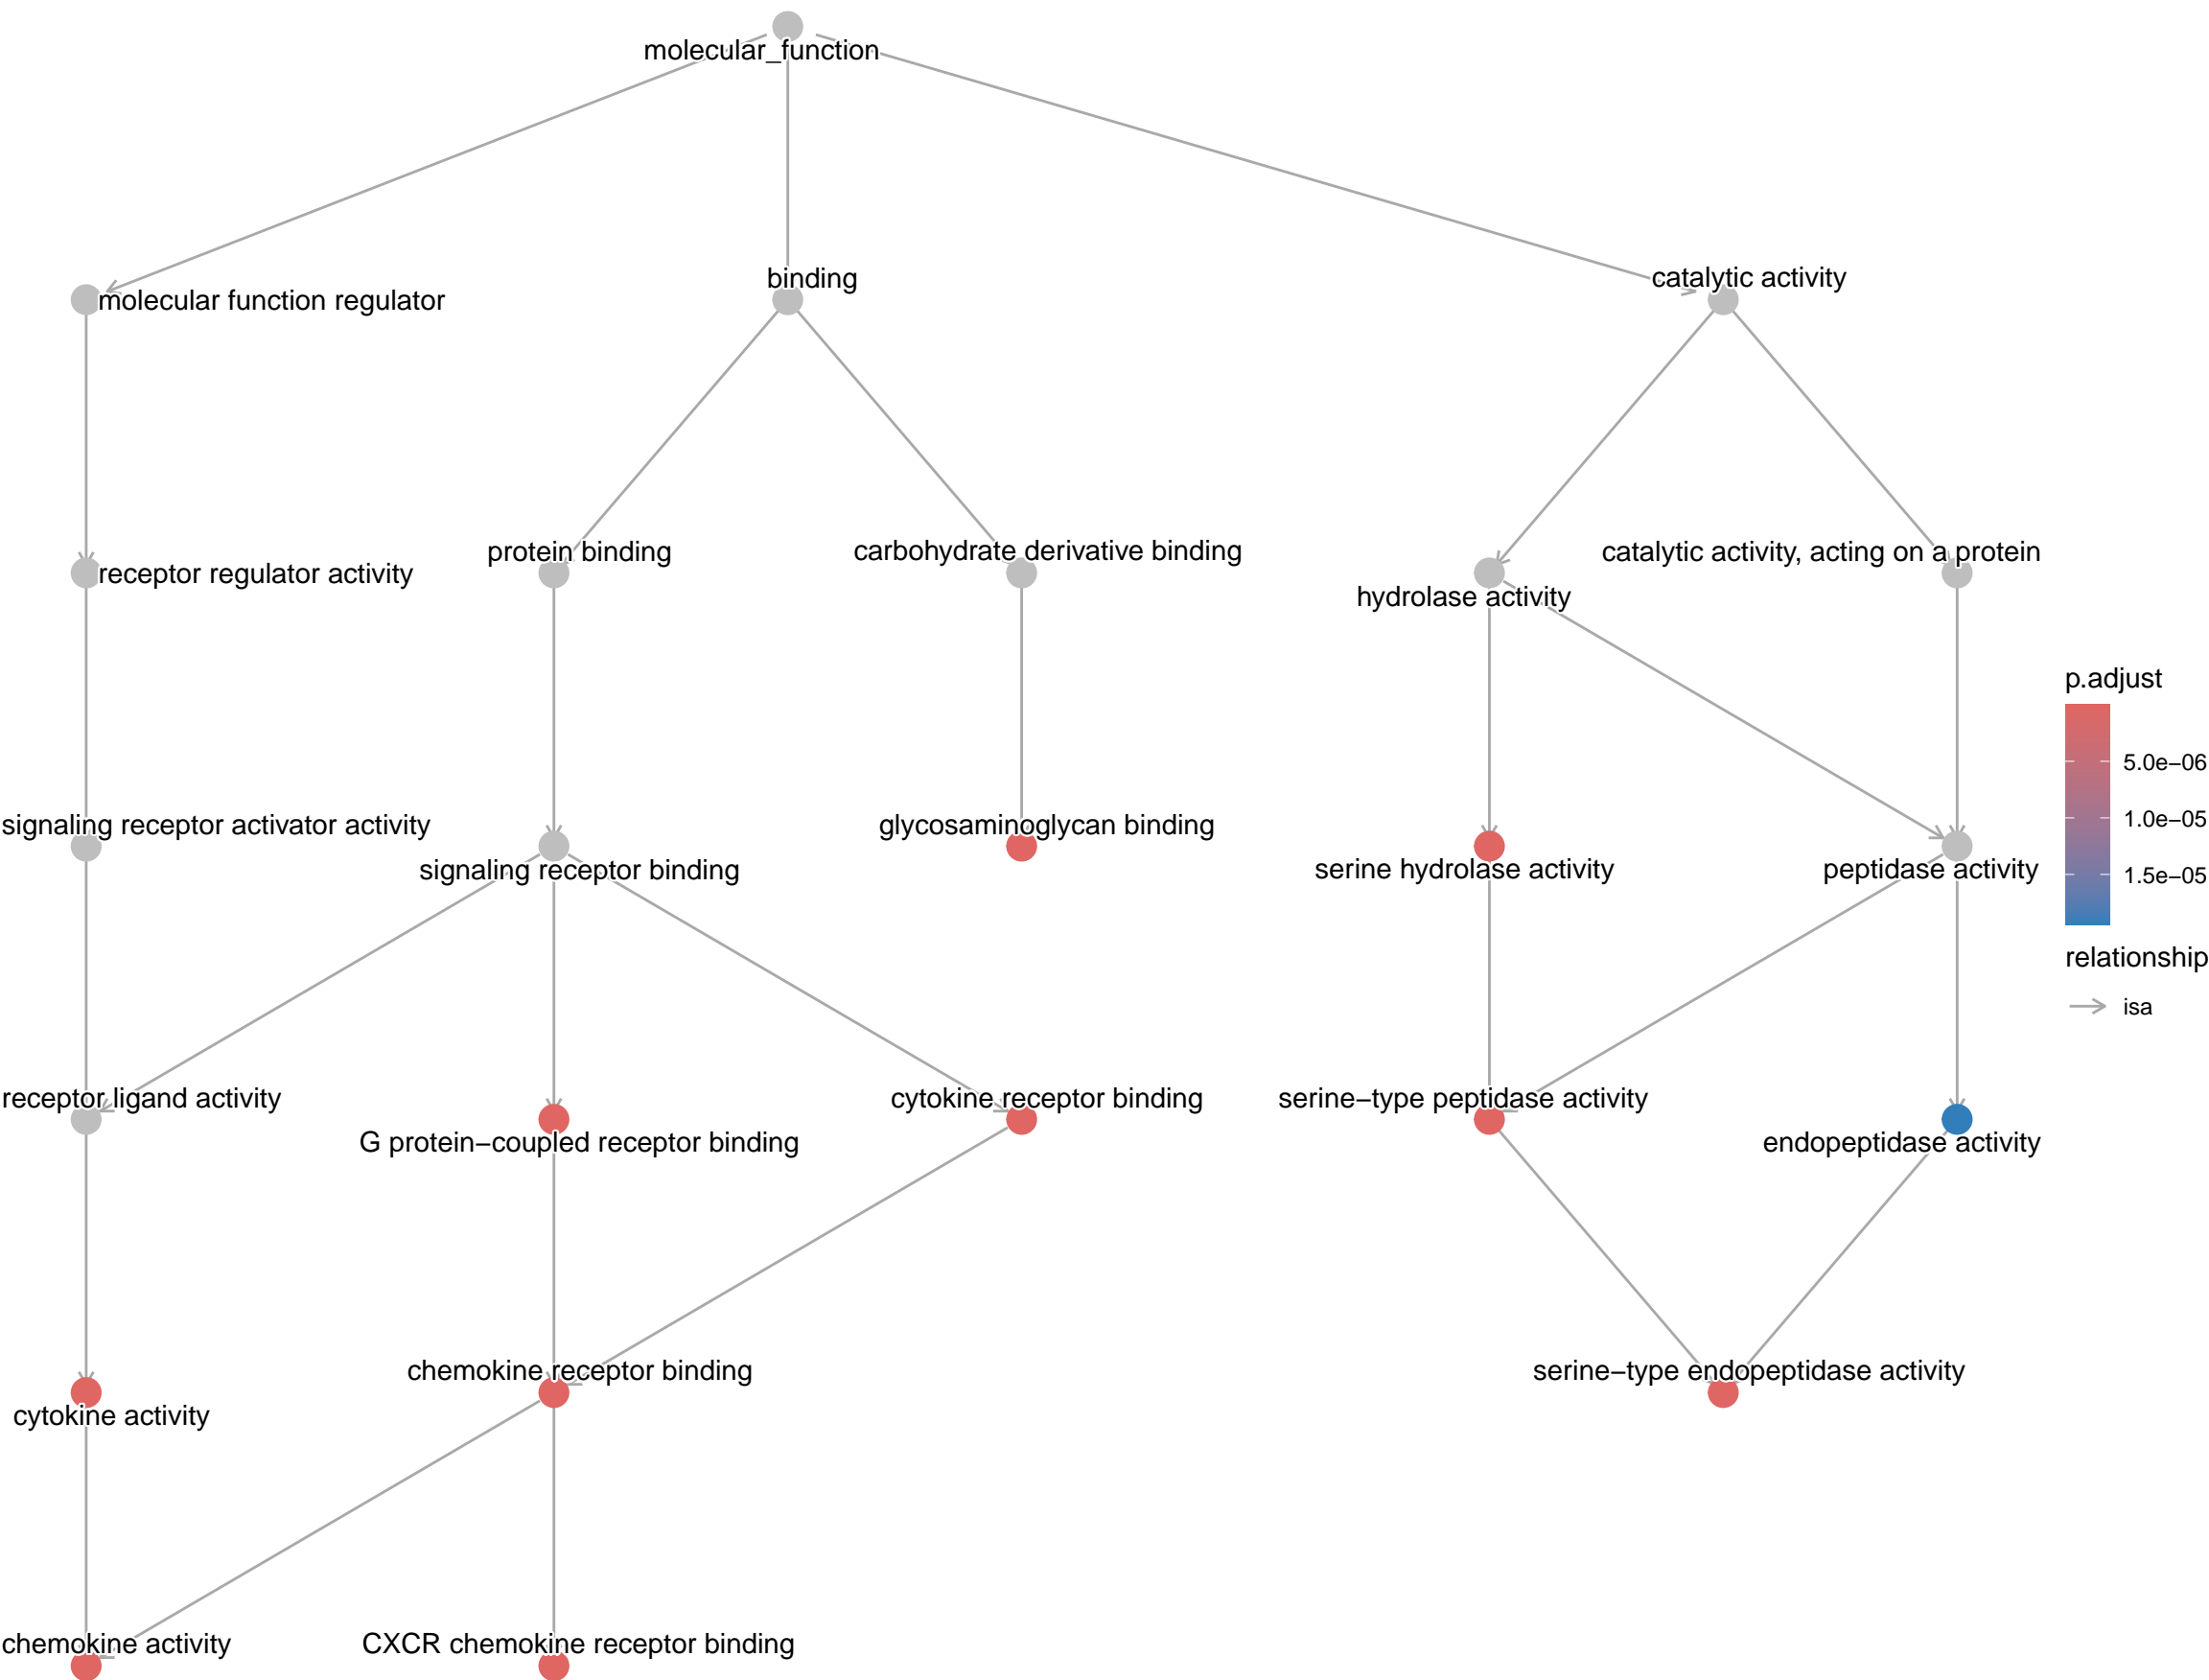 molecular_function
molecular function regulator
binding
catalytic activity
receptor regulator activity
protein binding
carbohydrate derivative binding
hydrolase activity
catalytic activity, acting on a protein
signaling receptor activator activity
signaling receptor binding
glycosaminoglycan binding
serine hydrolase activity
peptidase activity
p.adjust
5.0e−06
1.0e−05
1.5e−05
relationship
isa
receptor ligand activity
G protein−coupled receptor binding
cytokine receptor binding
serine−type peptidase activity
endopeptidase activity
cytokine activity
chemokine receptor binding
serine−type endopeptidase activity
chemokine activity
CXCR chemokine receptor binding